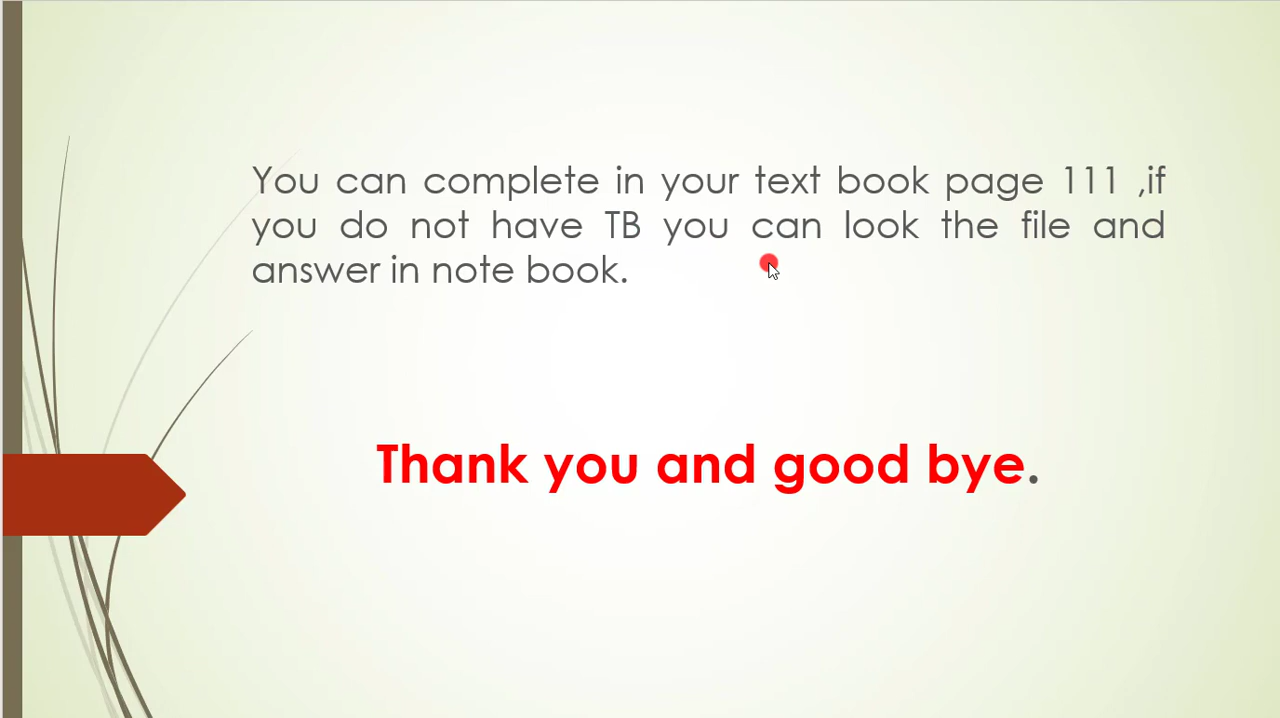 You can complete in your text book page 111 ,if
you do not have TB you can look the file and
answer in note book.
Thank you and good bye.